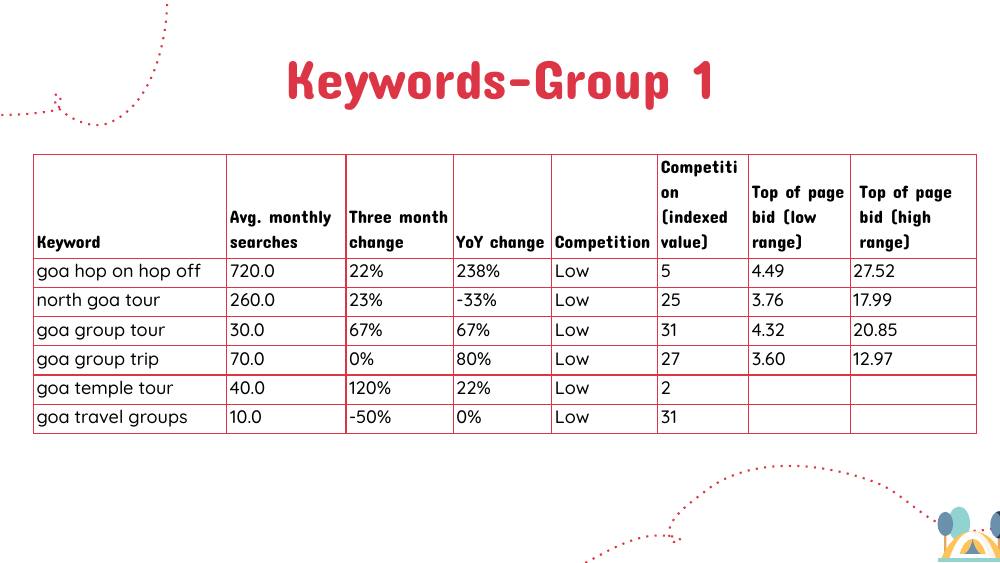 Keywords-Group 1
Keyword Avg. monthly searches Three month change YoY change Competition Competiti on (indexed value) Top of page bid (low range) Top of page bid (high range)
goa hop on hop off 720.0 22% 238% Low 5 4.49 27.52
north goa tour 260.0 23% -33% Low 25 3.76 17.99
goa group tour 30.0 67% 67% Low 31 4.32 20.85
goa group trip 70.0 0% 80% Low 27 3.60 12.97
goa temple tour 40.0 120% 22% Low 2
goa travel groups 10.0 -50% 0% Low 31